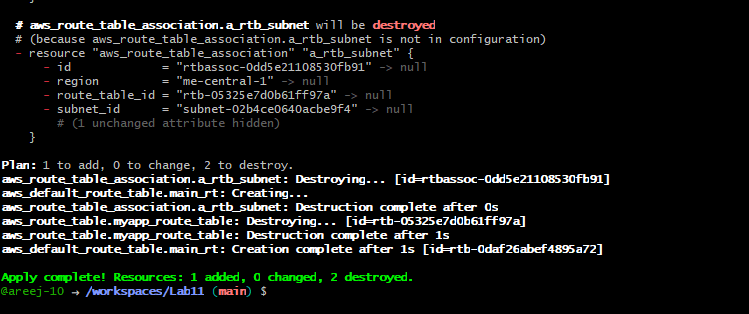 # aws_route_table_association.a_rtb_subnet will be destroyed
# (because aws_route_table_association.a_rtb_subnet is not in configuration)
- resource "aws_route_table_association" "a_rtb_subnet" {
- id = "rtbassoc-0dd5e21108530fb91" -> null
- region = "me-central-1" -> null
- route_table_id = "rtb-05325e7d0b61ff97a" -> null
- subnet_id = "subnet-02b4ce0640acbe9f4" -> null
# (1 unchanged attribute hidden)
}
Plan: 1 to add, 0 to change, 2 to destroy.
aws_route_table_association.a_rtb_subnet: Destroying... [id=rtbassoc-0dd5e21108530fb91]
aws_default_route_table.main_rt: Creating...
aws_route_table_association.a_rtb_subnet: Destruction complete after 0s
aws_route_table.myapp_route_table: Destroying... [id=rtb-05325e7d0b61ff97a]
aws_route_table.myapp_route_table: Destruction complete after 1s
aws_default_route_table.main_rt: Creation complete after 1s [id=rtb-0daf26abef4895a72]
Apply complete! Resources: 1 added, 0 changed, 2 destroyed.
@areej-10 → /workspaces/Lab11 (main) $